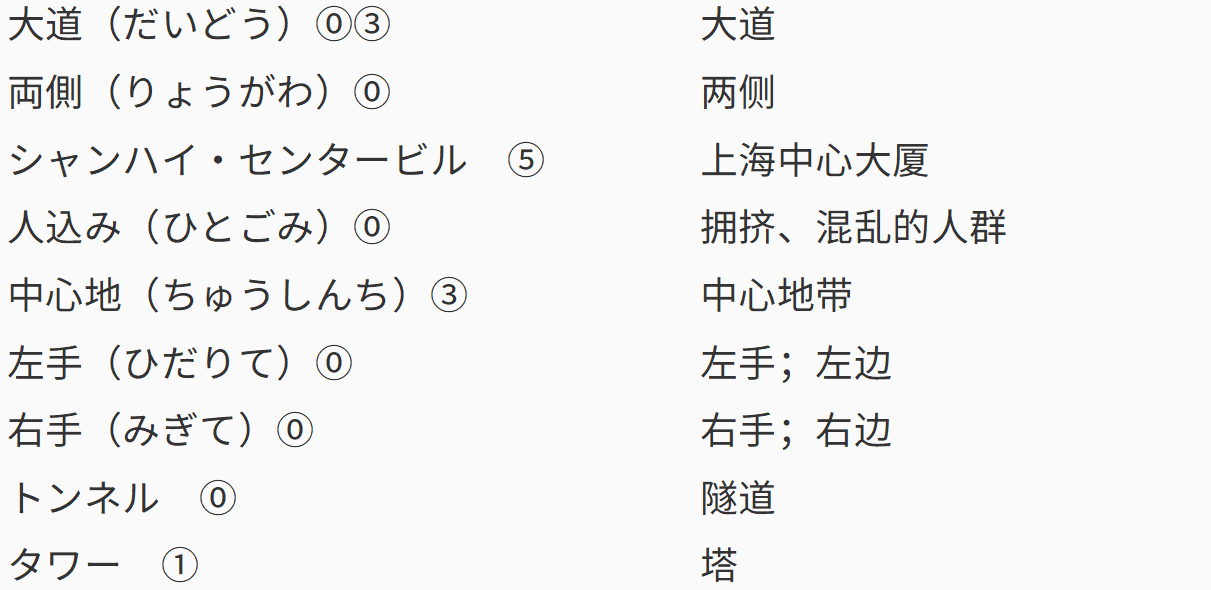 大道（だいどう）⓪③　大道
両側（りょうがわ）⓪　两侧
シャンハイ・センタービル　⑤　上海中心大厦
人込み（ひとごみ）⓪　拥挤、混乱的人群
中心地（ちゅうしんち）③　中心地带
左手（ひだりて）⓪　左手；左边
右手（みぎて）⓪　右手；右边
トンネル　⓪　隧道
タワー　①　塔